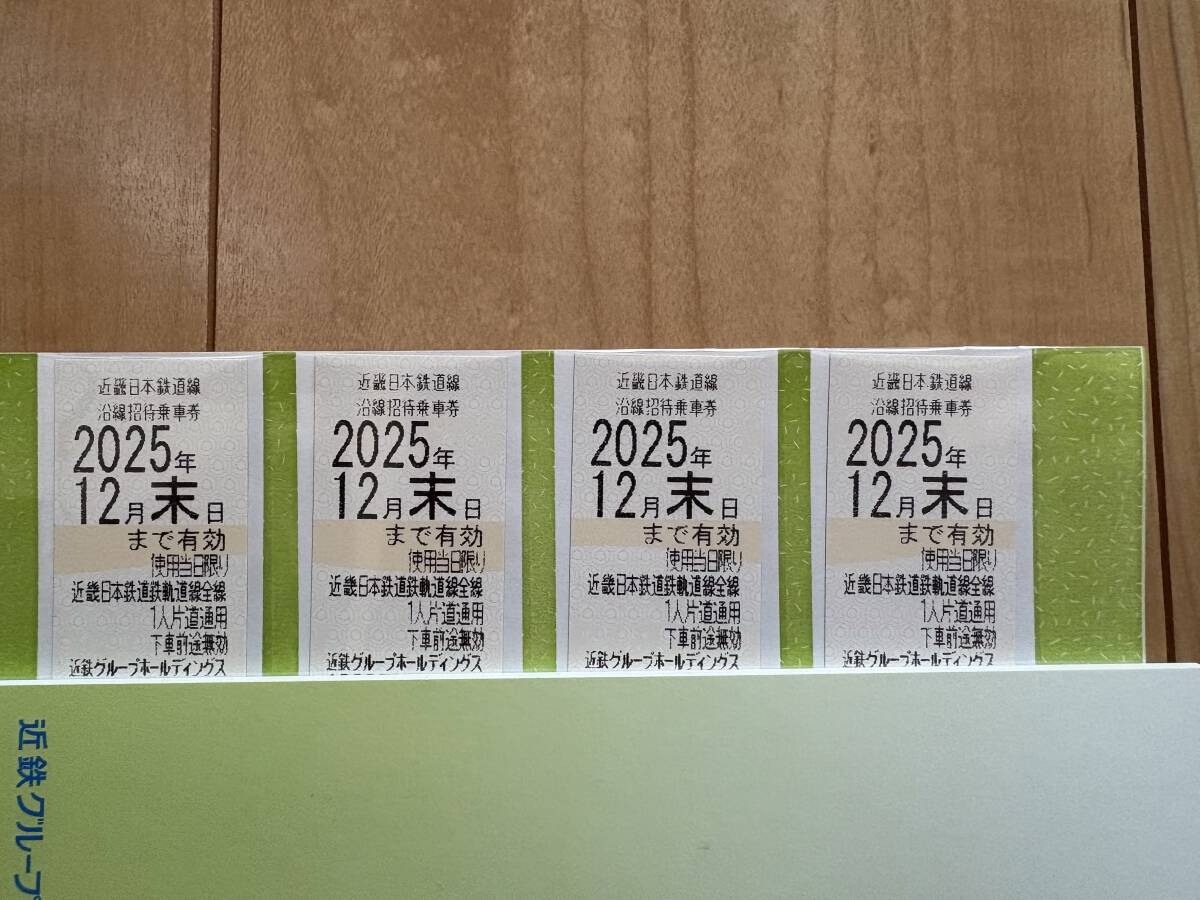 近畿日本鉄道線
沿線招待乗車券
2025年
12月末日
まで有効
使用当日限り
近畿日本鉄道鉄軌道線全線
1人片道通用
下車前途無効
近鉄グループホールディングス
近畿日本鉄道線
沿線招待乗車券
2025年
12月末日
まで有効
使用当日限り
近畿日本鉄道鉄軌道線全線
1人片道通用
下車前途無効
近鉄グループホールディングス
近畿日本鉄道線
沿線招待乗車券
2025年
12月末日
まで有効
使用当日限り
近畿日本鉄道鉄軌道線全線
1人片道通用
下車前途無効
近鉄グループホールディングス
近畿日本鉄道線
沿線招待乗車券
2025年
12月末日
まで有効
使用当日限り
近畿日本鉄道鉄軌道線全線
1人片道通用
下車前途無効
近鉄グループホールディングス
近鉄グループ